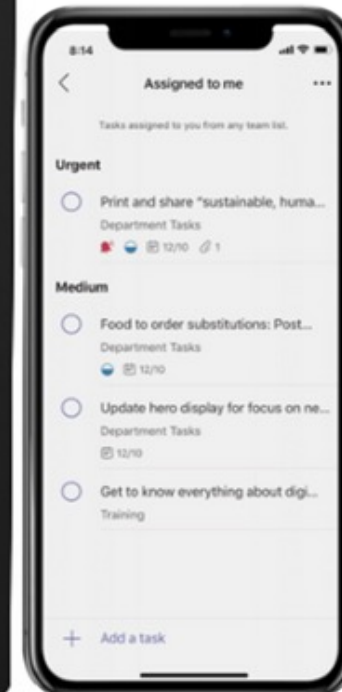 8:14
Assigned to me
Tasks assigned to you from any team list.
Urgent
Print and share "sustainable, huma...
Department Tasks
12/10 1
Medium
Food to order substitutions: Post...
Department Tasks
12/10
Update hero display for focus on ne...
Department Tasks
12/10
Get to know everything about digi...
Training
+ Add a task